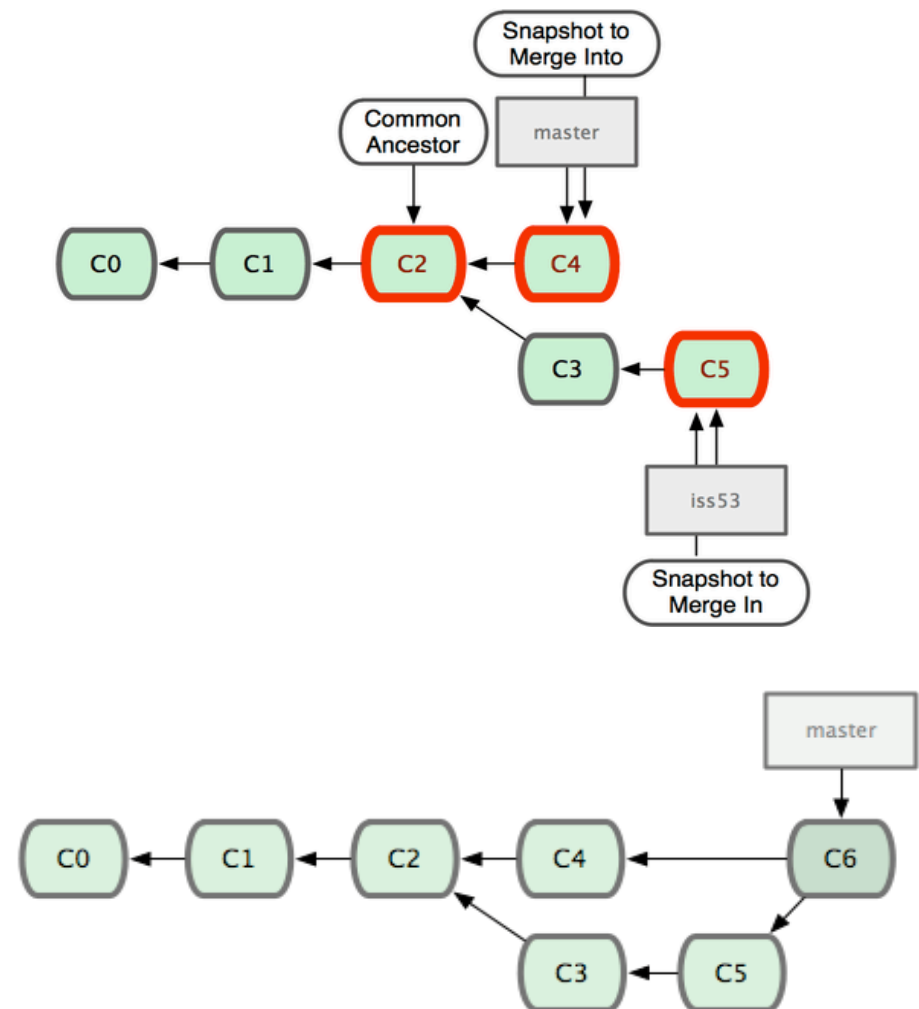 Snapshot to
Merge Into
Common
Ancestor
master
C0
C1
C2
C4
C3
C5
iss53
Snapshot to
Merge In
master
C0
C1
C2
C4
C6
C3
C5